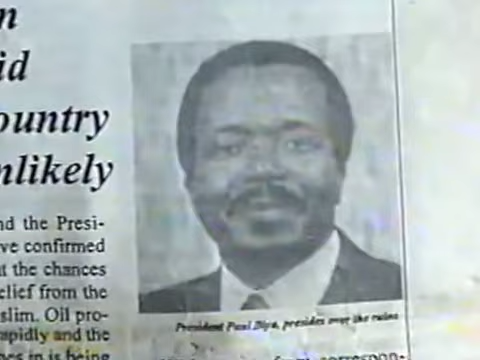 n
id
ountry
nlikely
nd the Presi-
ve confirmed
t the chances
elief from the
slim. Oil pro-
apidly and the
President Paul Biya, presides over the ruins